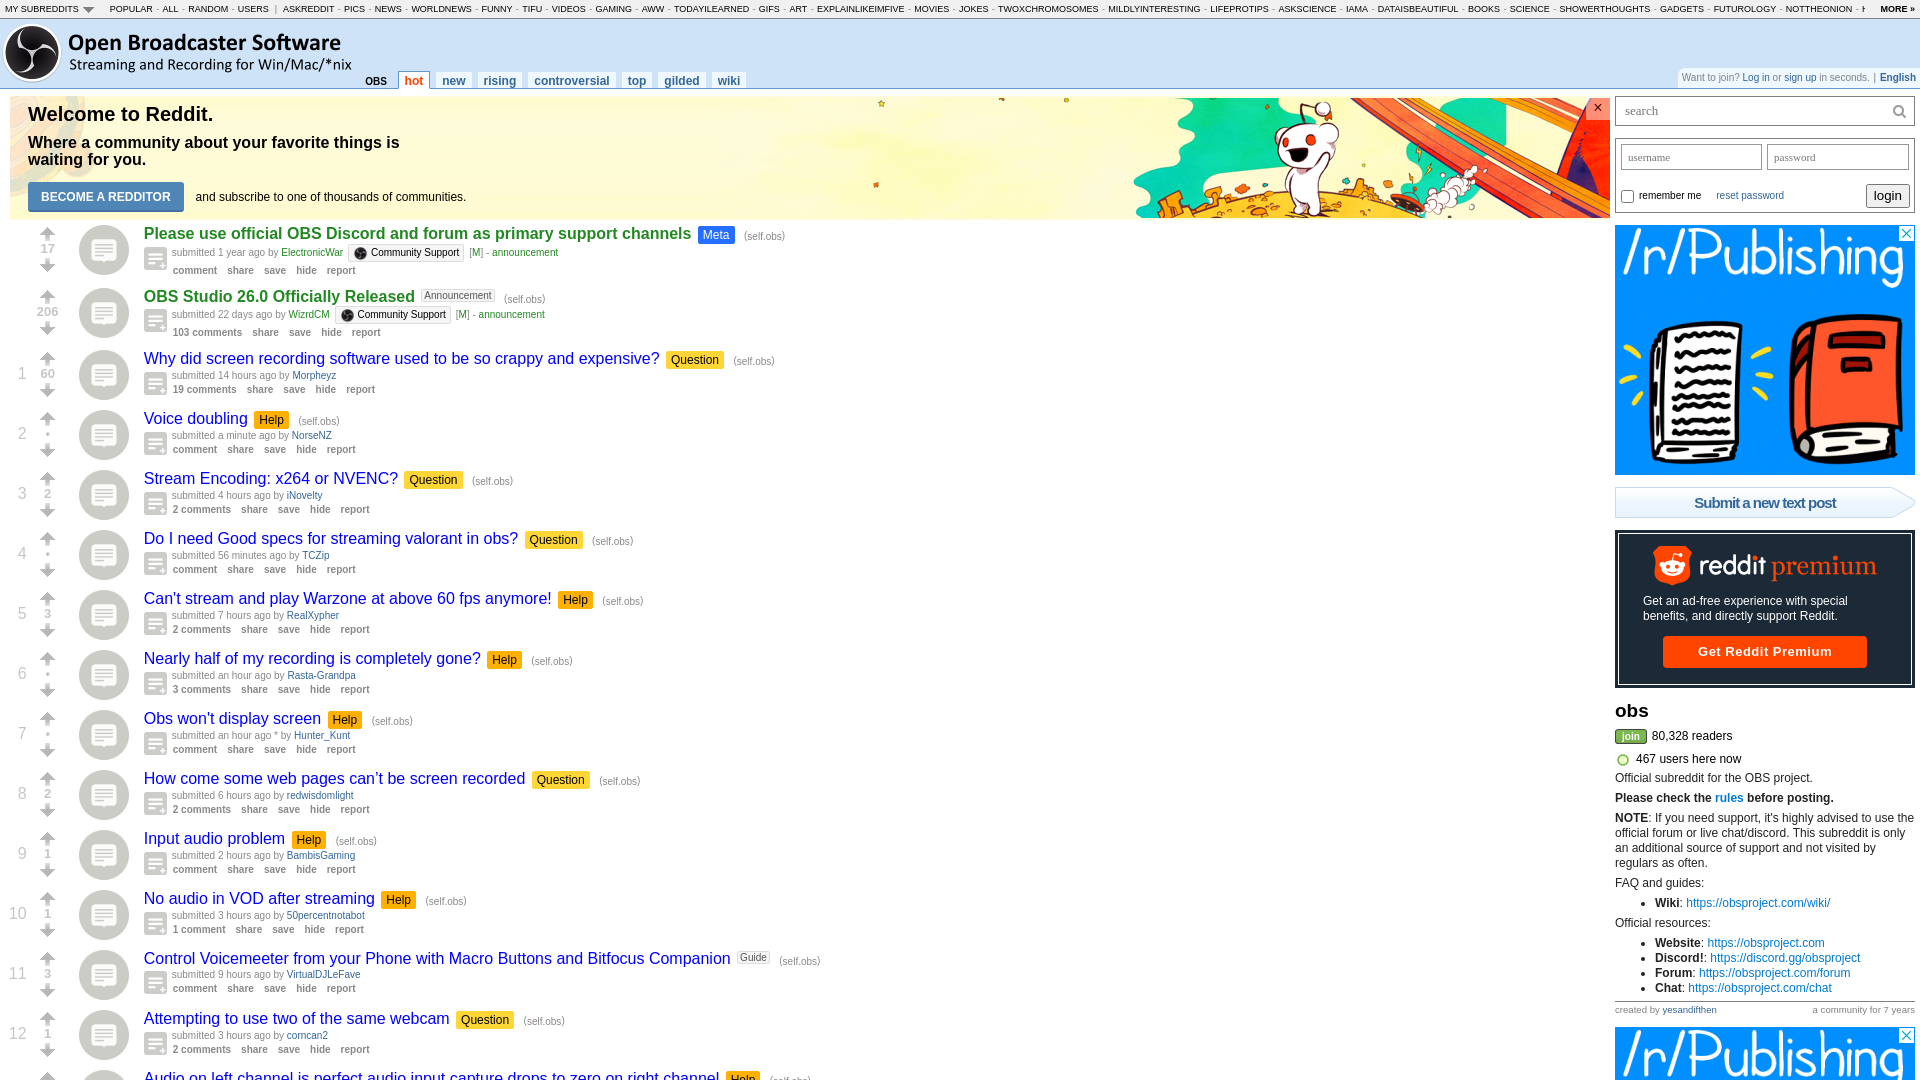 MY SUBREDDITS POPULAR - ALL - RANDOM - USERS | ASKREDDIT - PICS - NEWS - WORLDNEWS - FUNNY - TIFU - VIDEOS - GAMING - AWW - TODAYILEARNED - GIFS - ART - EXPLAINLIKEIMFIVE - MOVIES - JOKES - TWOXCHROMOSOMES - MILDLYINTERESTING - LIFEPROTIPS - ASKSCIENCE - IAMA - DATAISBEAUTIFUL - BOOKS - SCIENCE - SHOWERTHOUGHTS - GADGETS - FUTUROLOGY - NOTTHEONION - MORE »
Open Broadcaster Software
Streaming and Recording for Win/Mac/*nix
OBS hot new rising controversial top gilded wiki
Want to join? Log in or sign up in seconds. | English
Welcome to Reddit.
Where a community about your favorite things is
waiting for you.
BECOME A REDDITOR and subscribe to one of thousands of communities.
17
Please use official OBS Discord and forum as primary support channels Meta (self.obs)
submitted 1 year ago by ElectronicWar Community Support [M] - announcement
comment share save hide report
206
OBS Studio 26.0 Officially Released Announcement (self.obs)
submitted 22 days ago by WizrdCM Community Support [M] - announcement
103 comments share save hide report
1 60
Why did screen recording software used to be so crappy and expensive? Question (self.obs)
submitted 14 hours ago by Morpheyz
19 comments share save hide report
2 •
Voice doubling Help (self.obs)
submitted a minute ago by NorseNZ
comment share save hide report
3 2
Stream Encoding: x264 or NVENC? Question (self.obs)
submitted 4 hours ago by iNovelty
2 comments share save hide report
4 •
Do I need Good specs for streaming valorant in obs? Question (self.obs)
submitted 56 minutes ago by TCZip
comment share save hide report
5 3
Can't stream and play Warzone at above 60 fps anymore! Help (self.obs)
submitted 7 hours ago by RealXypher
2 comments share save hide report
6 •
Nearly half of my recording is completely gone? Help (self.obs)
submitted an hour ago by Rasta-Grandpa
3 comments share save hide report
7 •
Obs won't display screen Help (self.obs)
submitted an hour ago * by Hunter_Kunt
comment share save hide report
8 2
How come some web pages can’t be screen recorded Question (self.obs)
submitted 6 hours ago by redwisdomlight
2 comments share save hide report
9 1
Input audio problem Help (self.obs)
submitted 2 hours ago by BambisGaming
comment share save hide report
10 1
No audio in VOD after streaming Help (self.obs)
submitted 3 hours ago by 50percentnotabot
1 comment share save hide report
11 3
Control Voicemeeter from your Phone with Macro Buttons and Bitfocus Companion Guide (self.obs)
submitted 9 hours ago by VirtualDJLeFave
comment share save hide report
12 1
Attempting to use two of the same webcam Question (self.obs)
submitted 3 hours ago by corncan2
2 comments share save hide report
Audio on left channel is perfect audio input capture drops to zero on right channel Help (self.obs)
search
username password
remember me reset password login
/r/Publishing
Submit a new text post
reddit premium
Get an ad-free experience with special
benefits, and directly support Reddit.
Get Reddit Premium
obs
join 80,328 readers
467 users here now
Official subreddit for the OBS project.
Please check the rules before posting.
NOTE: If you need support, it's highly advised to use the
official forum or live chat/discord. This subreddit is only
an additional source of support and not visited by
regulars as often.
FAQ and guides:
• Wiki: https://obsproject.com/wiki/
Official resources:
• Website: https://obsproject.com
• Discord!: https://discord.gg/obsproject
• Forum: https://obsproject.com/forum
• Chat: https://obsproject.com/chat
created by yesandifthen a community for 7 years
/r/Publishing